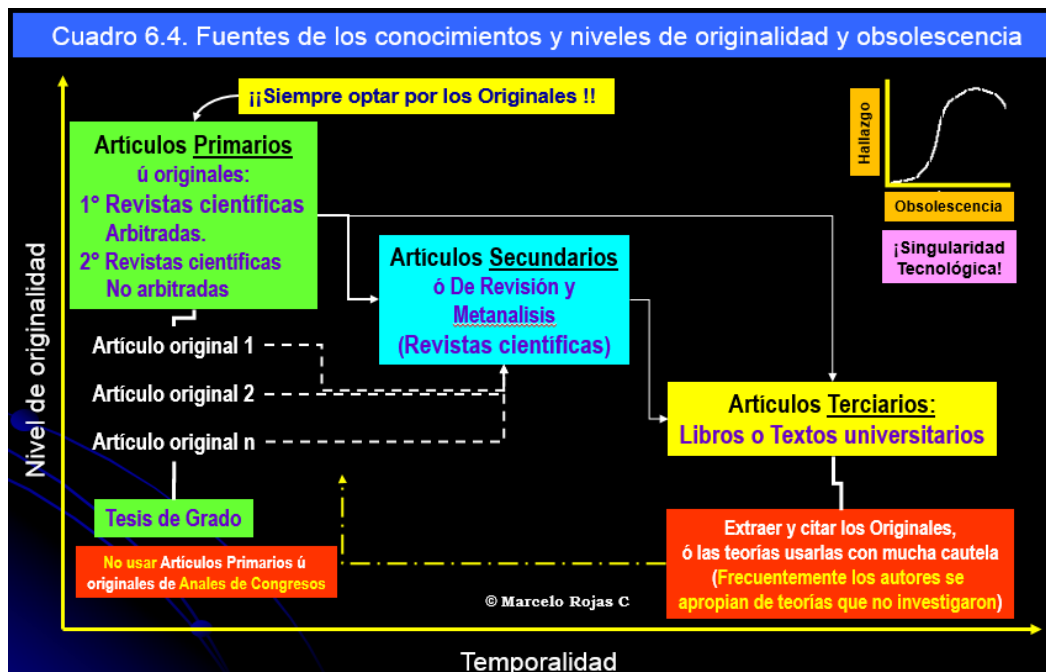 Cuadro 6.4. Fuentes de los conocimientos y niveles de originalidad y obsolescencia
¡¡Siempre optar por los Originales !!
Artículos Primarios
ú originales:
1° Revistas científicas
Arbitradas.
2° Revistas científicas
No arbitradas
Artículo original 1
Artículo original 2
Artículo original n
Tesis de Grado
No usar Artículos Primarios ú
originales de Anales de Congresos
Artículos Secundarios
ó De Revisión y
Metanalisis
(Revistas científicas)
Hallazgo
Obsolescencia
¡Singularidad
Tecnológica!
Artículos Terciarios:
Libros o Textos universitarios
Extraer y citar los Originales,
ó las teorías usarlas con mucha cautela
(Frecuentemente los autores se
apropian de teorías que no investigaron)
© Marcelo Rojas C
Nivel de originalidad
Temporalidad